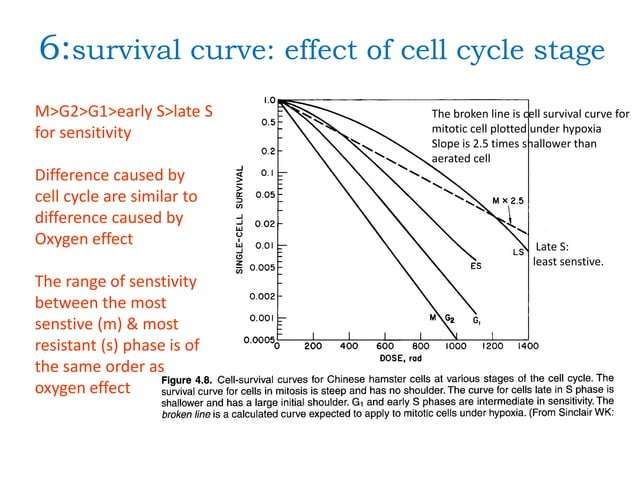 6:survival curve: effect of cell cycle stage
M>G2>G1>early S>late S
for sensitivity
Difference caused by
cell cycle are similar to
difference caused by
Oxygen effect
The range of senstivity
between the most
senstive (m) & most
resistant (s) phase is of
the same order as
oxygen effect
The broken line is cell survival curve for
mitotic cell plotted under hypoxia
Slope is 2.5 times shallower than
aerated cell
SINGLE-CELL SURVIVAL
1.0
0.5
0.2
0.1
0.05
0.02
0.01
0.005
0.002
0.001
0.0005
M × 2.5
LS
ES
M G₂ G₁
Late S:
least senstive.
0 200 400 600 800 1000 1200 1400
DOSE, rad
Figure 4.8. Cell-survival curves for Chinese hamster cells at various stages of the cell cycle. The
survival curve for cells in mitosis is steep and has no shoulder. The curve for cells late in S phase is
shallower and has a large initial shoulder. G₁ and early S phases are intermediate in sensitivity. The
broken line is a calculated curve expected to apply to mitotic cells under hypoxia. (From Sinclair WK: